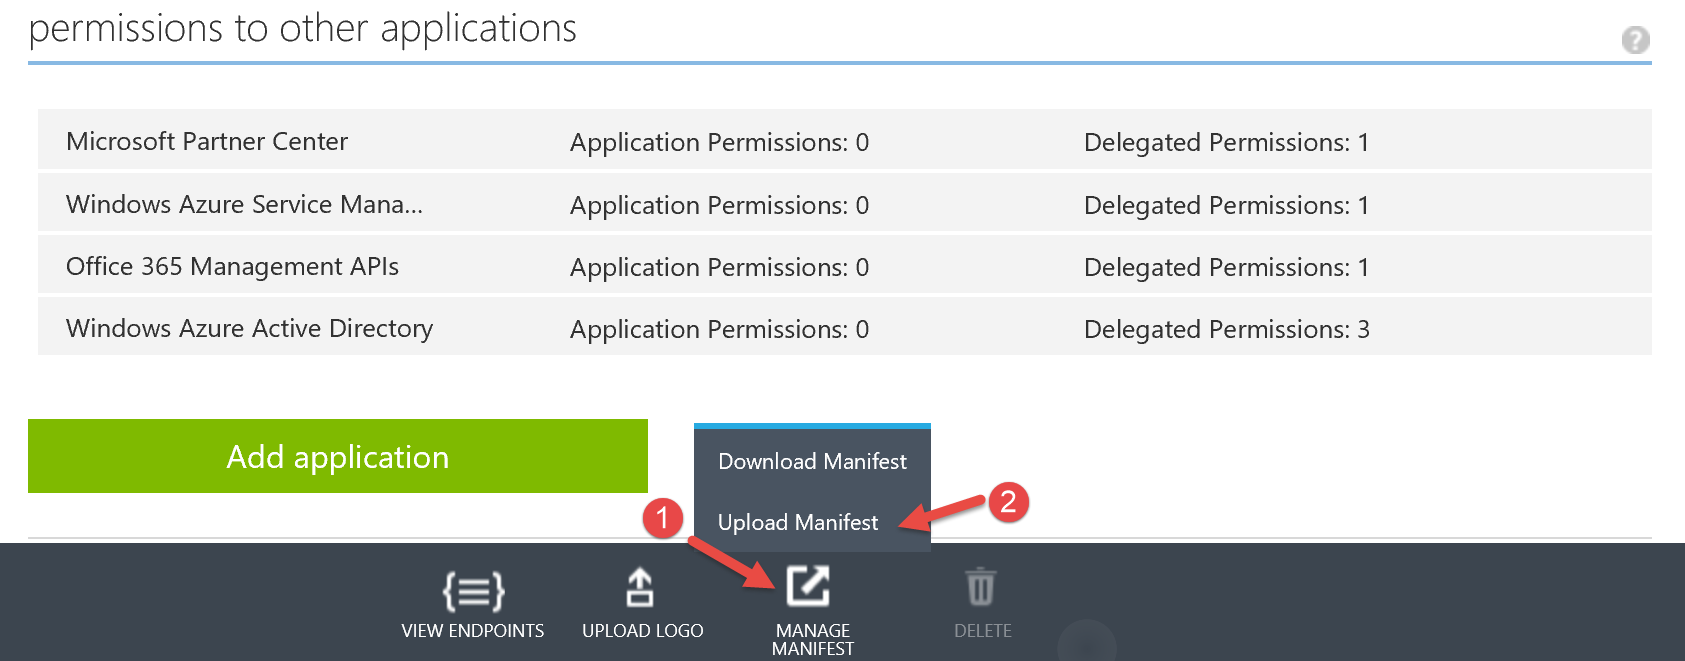 permissions to other applications
?
Microsoft Partner Center Application Permissions: 0 Delegated Permissions: 1
Windows Azure Service Mana... Application Permissions: 0 Delegated Permissions: 1
Office 365 Management APIs Application Permissions: 0 Delegated Permissions: 1
Windows Azure Active Directory Application Permissions: 0 Delegated Permissions: 3
Add application
Download Manifest
Upload Manifest
1
2
VIEW ENDPOINTS
UPLOAD LOGO
MANAGE
MANIFEST
DELETE